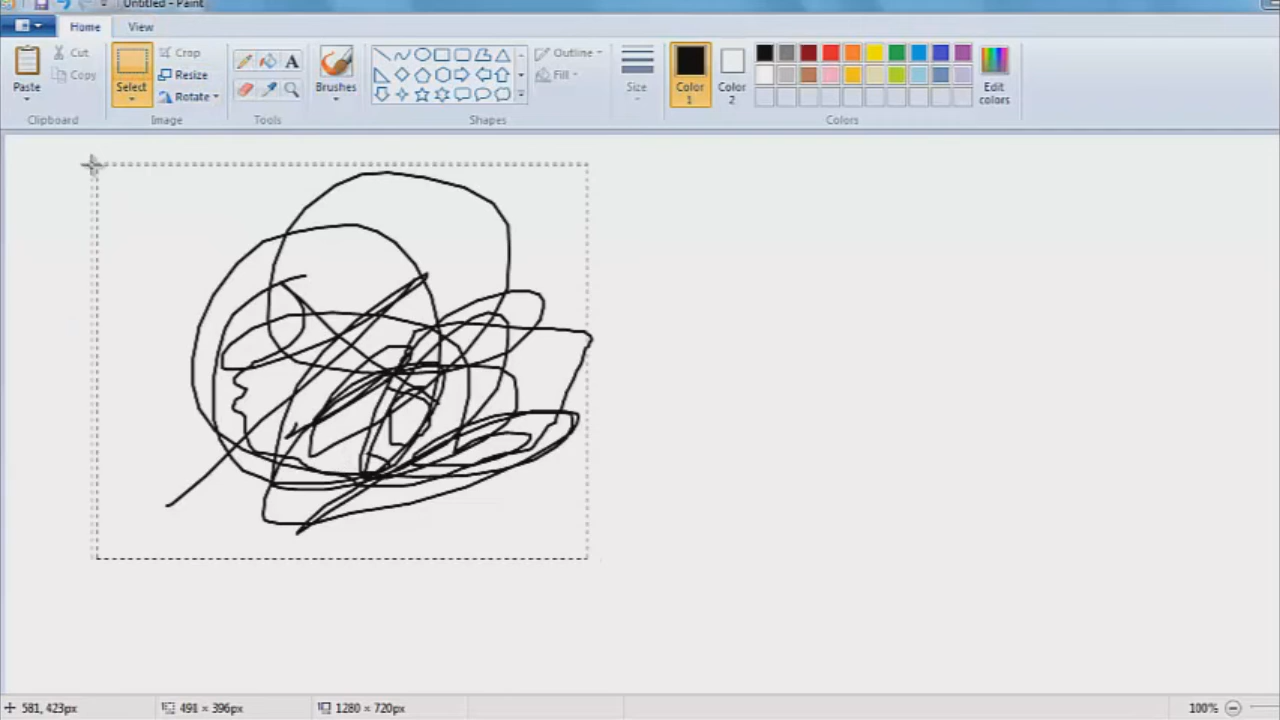 Untitled - Paint
Home View
Paste
Cut
Copy
Clipboard
Select
Crop
Resize
Rotate
Image
A
Tools
Brushes
Shapes
Outline
Fill
Size
Color 1
Color 2
Edit colors
Colors
581, 423px 491 × 396px 1280 × 720px 100%